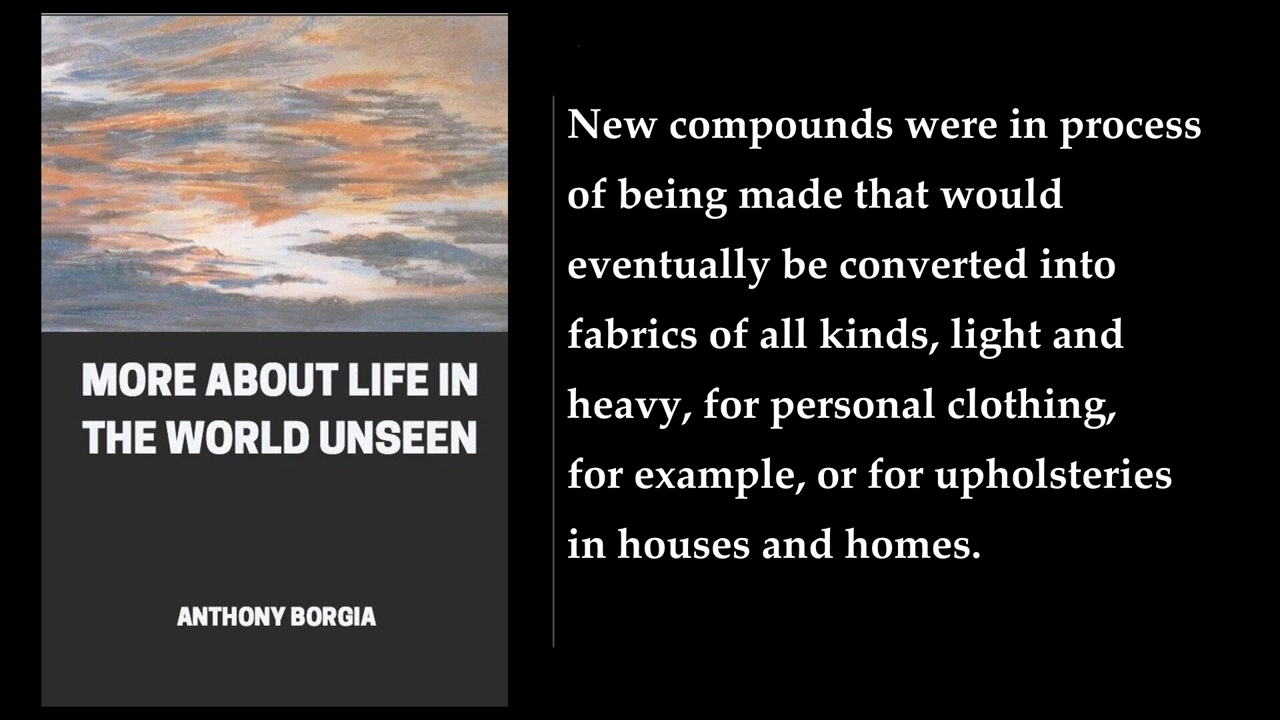 MORE ABOUT LIFE IN
THE WORLD UNSEEN
ANTHONY BORGIA
New compounds were in process
of being made that would
eventually be converted into
fabrics of all kinds, light and
heavy, for personal clothing,
for example, or for upholsteries
in houses and homes.